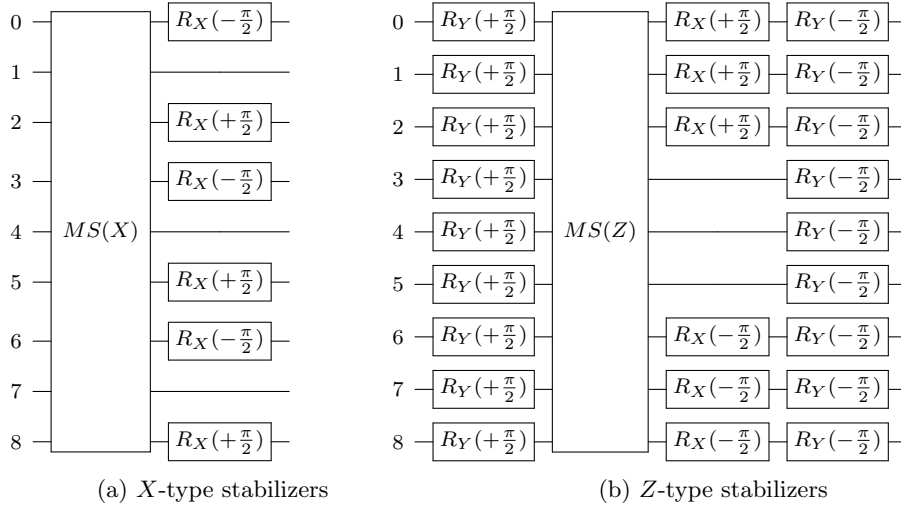 0 R_X(−π/2) 0 R_Y(+π/2) R_X(+π/2) R_Y(−π/2)
1 1 R_Y(+π/2) R_X(+π/2) R_Y(−π/2)
2 R_X(+π/2) 2 R_Y(+π/2) R_X(+π/2) R_Y(−π/2)
3 R_X(−π/2) 3 R_Y(+π/2) R_Y(−π/2)
4 MS(X) 4 R_Y(+π/2) MS(Z) R_Y(−π/2)
5 R_X(+π/2) 5 R_Y(+π/2) R_Y(−π/2)
6 R_X(−π/2) 6 R_Y(+π/2) R_X(−π/2) R_Y(−π/2)
7 7 R_Y(+π/2) R_X(−π/2) R_Y(−π/2)
8 R_X(+π/2) 8 R_Y(+π/2) R_X(−π/2) R_Y(−π/2)
(a) X-type stabilizers (b) Z-type stabilizers